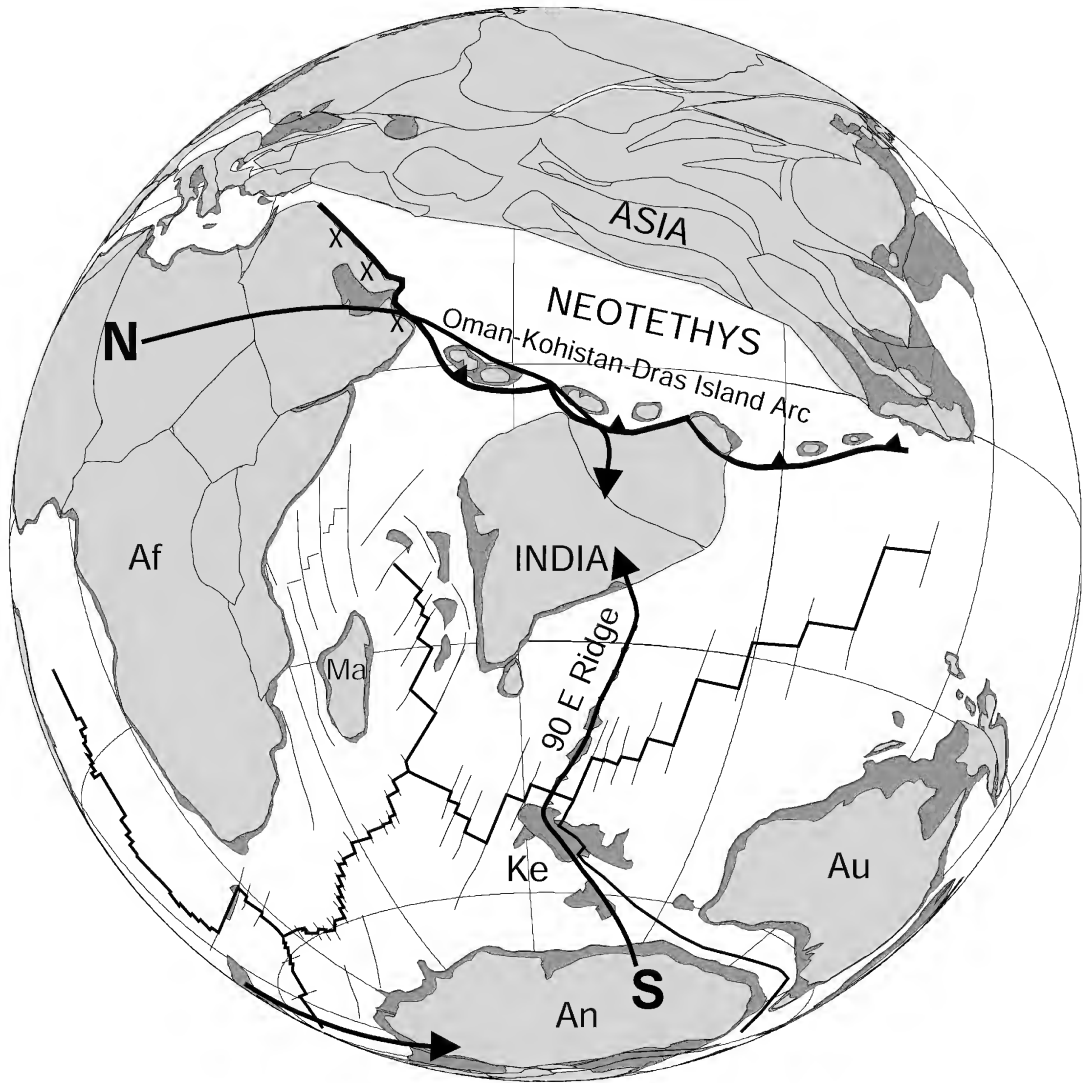 ASIA
X
X
NEOTETHYS
N
X
Oman-Kohistan-Dras Island Arc
Af
INDIA
Ma
90 E Ridge
Ke
Au
S
An